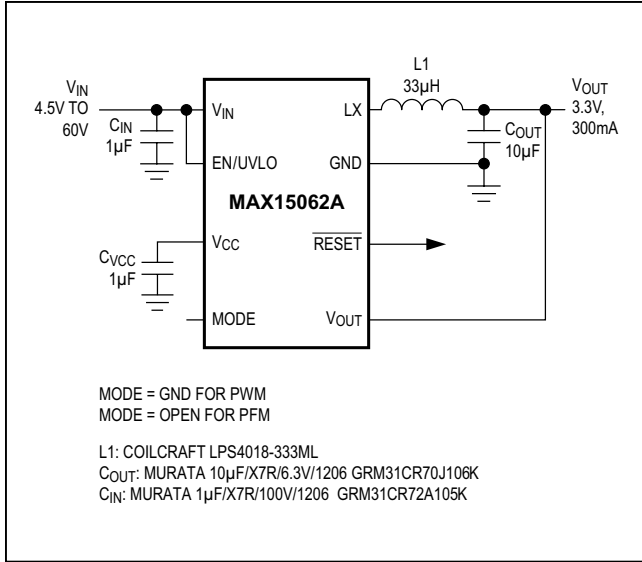 L1
33µH
VIN
4.5V TO
60V
CIN
1µF
VIN
LX
VOUT
3.3V,
300mA
COUT
10µF
EN/UVLO
GND
MAX15062A
CVCC
1µF
VCC
RESET
MODE
VOUT
MODE = GND FOR PWM
MODE = OPEN FOR PFM
L1: COILCRAFT LPS4018-333ML
COUT: MURATA 10µF/X7R/6.3V/1206 GRM31CR70J106K
CIN: MURATA 1µF/X7R/100V/1206 GRM31CR72A105K